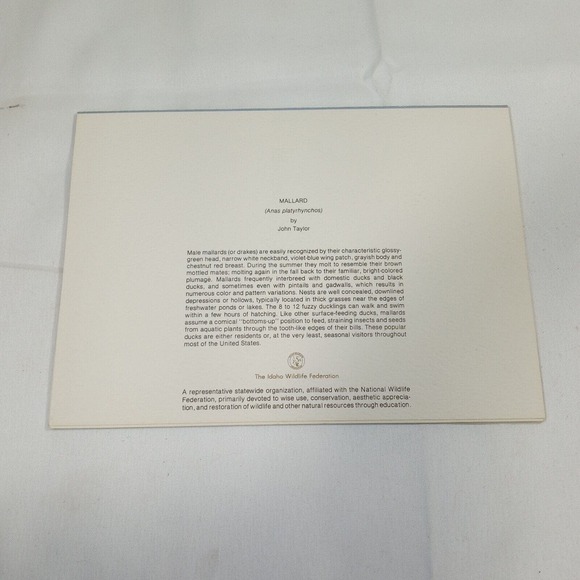 MALLARD
(Anas platyrhynchos)
by
John Taylor
Male mallards (or drakes) are easily recognized by their characteristic glossy-
green head, narrow white neckband, violet-blue wing patch, grayish body and
chestnut red breast. During the summer they molt to resemble their brown
mottled mates; molting again in the fall back to their familiar, bright-colored
plumage. Mallards frequently interbreed with domestic ducks and black
ducks, and sometimes even with pintails and gadwalls, which results in
numerous color and pattern variations. Nests are well concealed, downlined
depressions or hollows, typically located in thick grasses near the edges of
freshwater ponds or lakes. The 8 to 12 fuzzy ducklings can walk and swim
within a few hours of hatching. Like other surface-feeding ducks, mallards
assume a comical "bottoms-up" position to feed, straining insects and seeds
from aquatic plants through the tooth-like edges of their bills. These popular
ducks are either residents or, at the very least, seasonal visitors throughout
most of the United States.
The Idaho Wildlife Federation
A representative statewide organization, affiliated with the National Wildlife
Federation, primarily devoted to wise use, conservation, aesthetic apprecia-
tion, and restoration of wildlife and other natural resources through education.